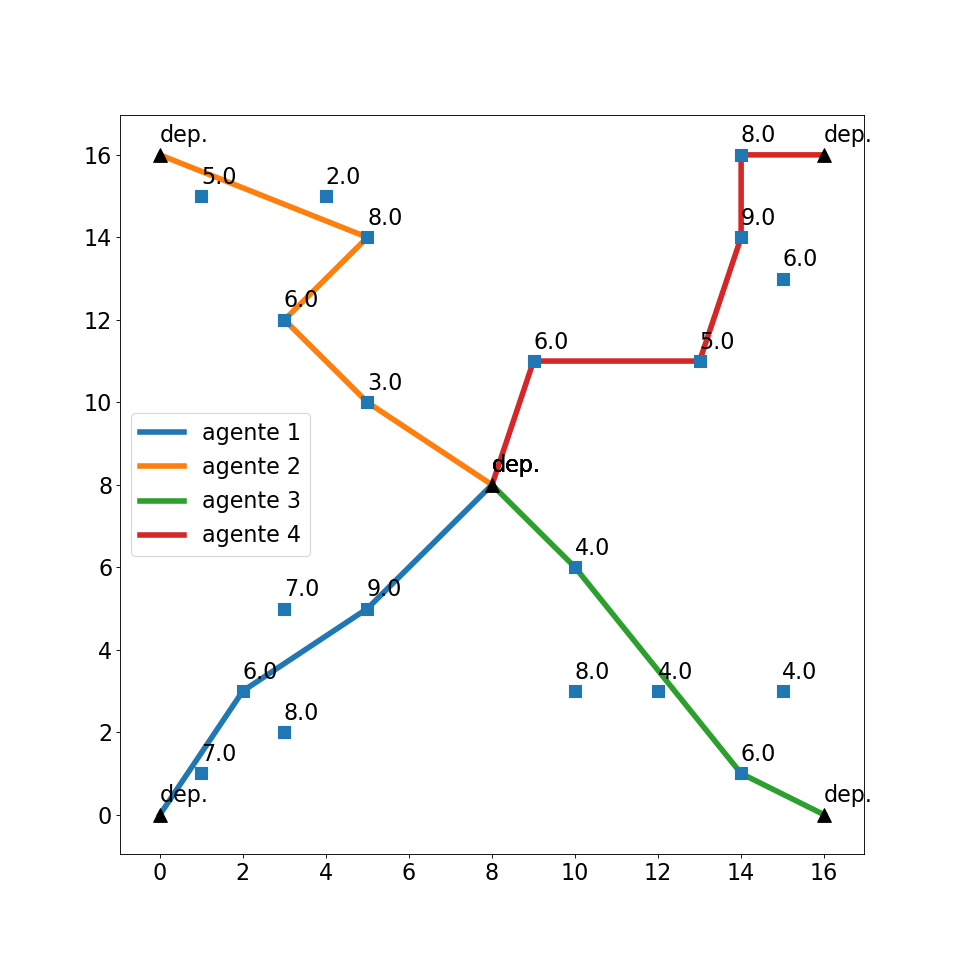 dep. 8.0 dep.
16
5.0 2.0
8.0 9.0
14
6.0
6.0
12
6.0 5.0
3.0
10
agente 1
agente 2
agente 3
agente 4
dep.
8
4.0
6
7.0 9.0
4
6.0 8.0 4.0 4.0
8.0
2
7.0 6.0
dep. dep.
0
0 2 4 6 8 10 12 14 16